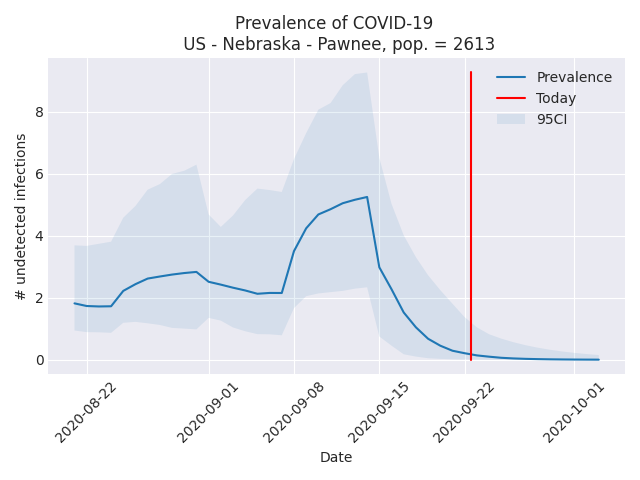 Prevalence of COVID-19
US - Nebraska - Pawnee, pop. = 2613
Prevalence
Today
95CI
# undetected infections
8
6
4
2
0
2020-08-22
2020-09-01
2020-09-08
2020-09-15
2020-09-22
2020-10-01
Date